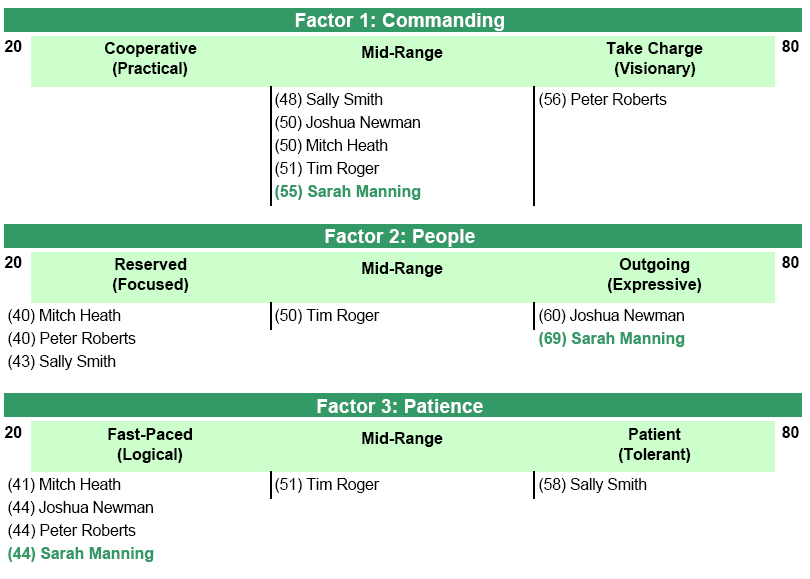 Factor 1: Commanding
20 Cooperative Mid-Range Take Charge 80
(Practical) (Visionary)
(48) Sally Smith (56) Peter Roberts
(50) Joshua Newman
(50) Mitch Heath
(51) Tim Roger
(55) Sarah Manning
Factor 2: People
20 Reserved Mid-Range Outgoing 80
(Focused) (Expressive)
(40) Mitch Heath (50) Tim Roger (60) Joshua Newman
(40) Peter Roberts (69) Sarah Manning
(43) Sally Smith
Factor 3: Patience
20 Fast-Paced Mid-Range Patient 80
(Logical) (Tolerant)
(41) Mitch Heath (51) Tim Roger (58) Sally Smith
(44) Joshua Newman
(44) Peter Roberts
(44) Sarah Manning